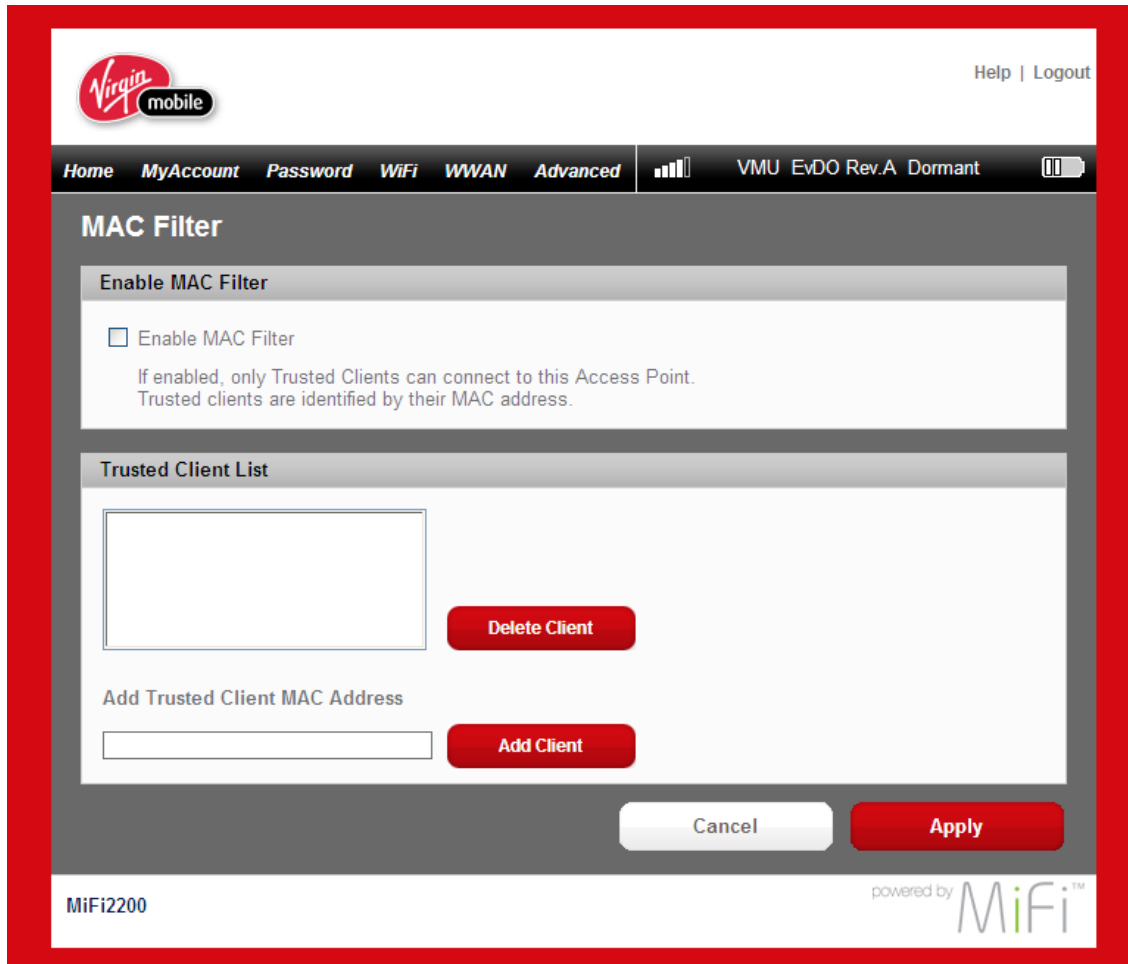 Virgin
mobile
Help | Logout
Home MyAccount Password WiFi WWAN Advanced VMU EvDO Rev.A Dormant
MAC Filter
Enable MAC Filter
Enable MAC Filter
If enabled, only Trusted Clients can connect to this Access Point.
Trusted clients are identified by their MAC address.
Trusted Client List
Delete Client
Add Trusted Client MAC Address
Add Client
Cancel Apply
MiFi2200
powered by MiFi™